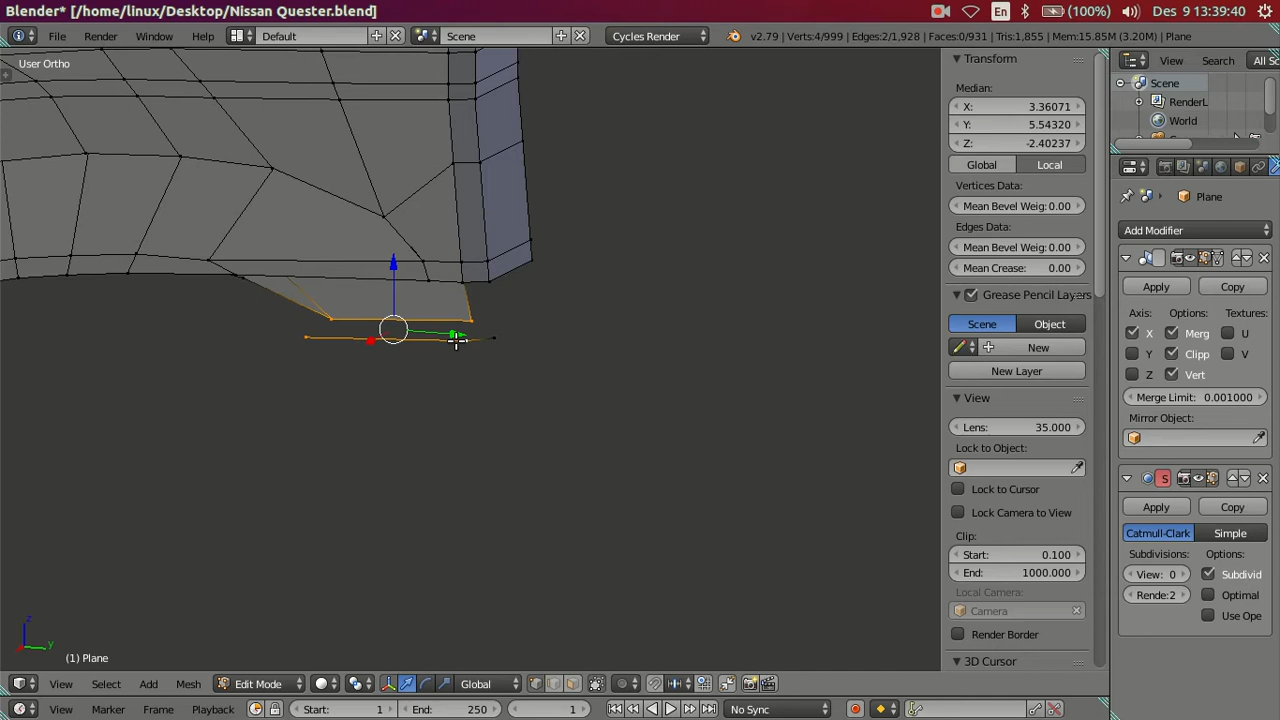 Blender* [/home/linux/Desktop/Nissan Quester.blend] En (100%) Des 9 13:39:40
File Render Window Help Default Scene Cycles Render v2.79 | Verts:4/999 | Edges:2/1,928 | Faces:0/931 | Tris:1,855 | Mem:15.85M (3.20M) | Plane
User Ortho
Transform
Median:
X: 3.36071
Y: 5.54320
Z: -2.40237
Global Local
Vertices Data:
Mean Bevel Weig: 0.00
Edges Data:
Mean Bevel Weig: 0.00
Mean Crease: 0.00
Grease Pencil Layers
Scene Object
New
New Layer
View
Lens: 35.000
Lock to Object:
Lock to Cursor
Lock Camera to View
Clip:
Start: 0.100
End: 1000.000
Local Camera:
Camera
Render Border
3D Cursor
View Search All Sc
Scene
RenderL
World
Plane
Add Modifier
Apply Copy
Axis: Options: Textures:
X Merg U
Y Clipp V
Z Vert
Merge Limit: 0.001000
Mirror Object:
S
Apply Copy
Catmull-Clark Simple
Subdivisions: Options:
View: 0 Subdivid
Rende: 2 Optimal
Use Ope
z
y
(1) Plane
View Select Add Mesh Edit Mode Global
View Marker Frame Playback Start: 1 End: 250 1 No Sync